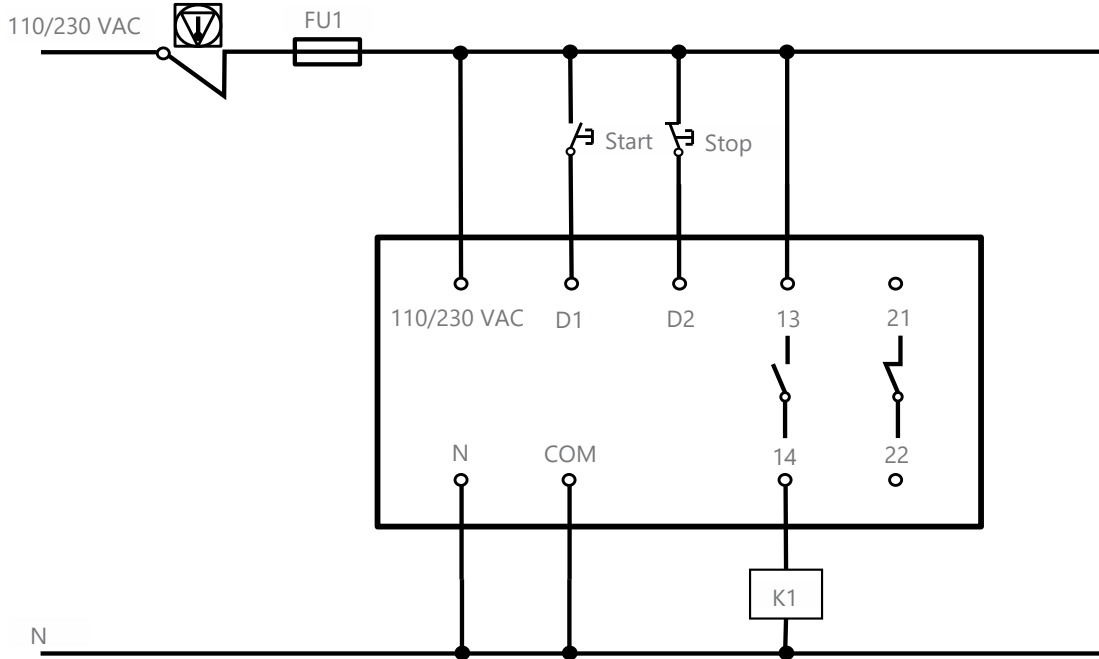 110/230 VAC
FU1
Start
Stop
110/230 VAC
D1
D2
13
21
N
COM
14
22
K1
N